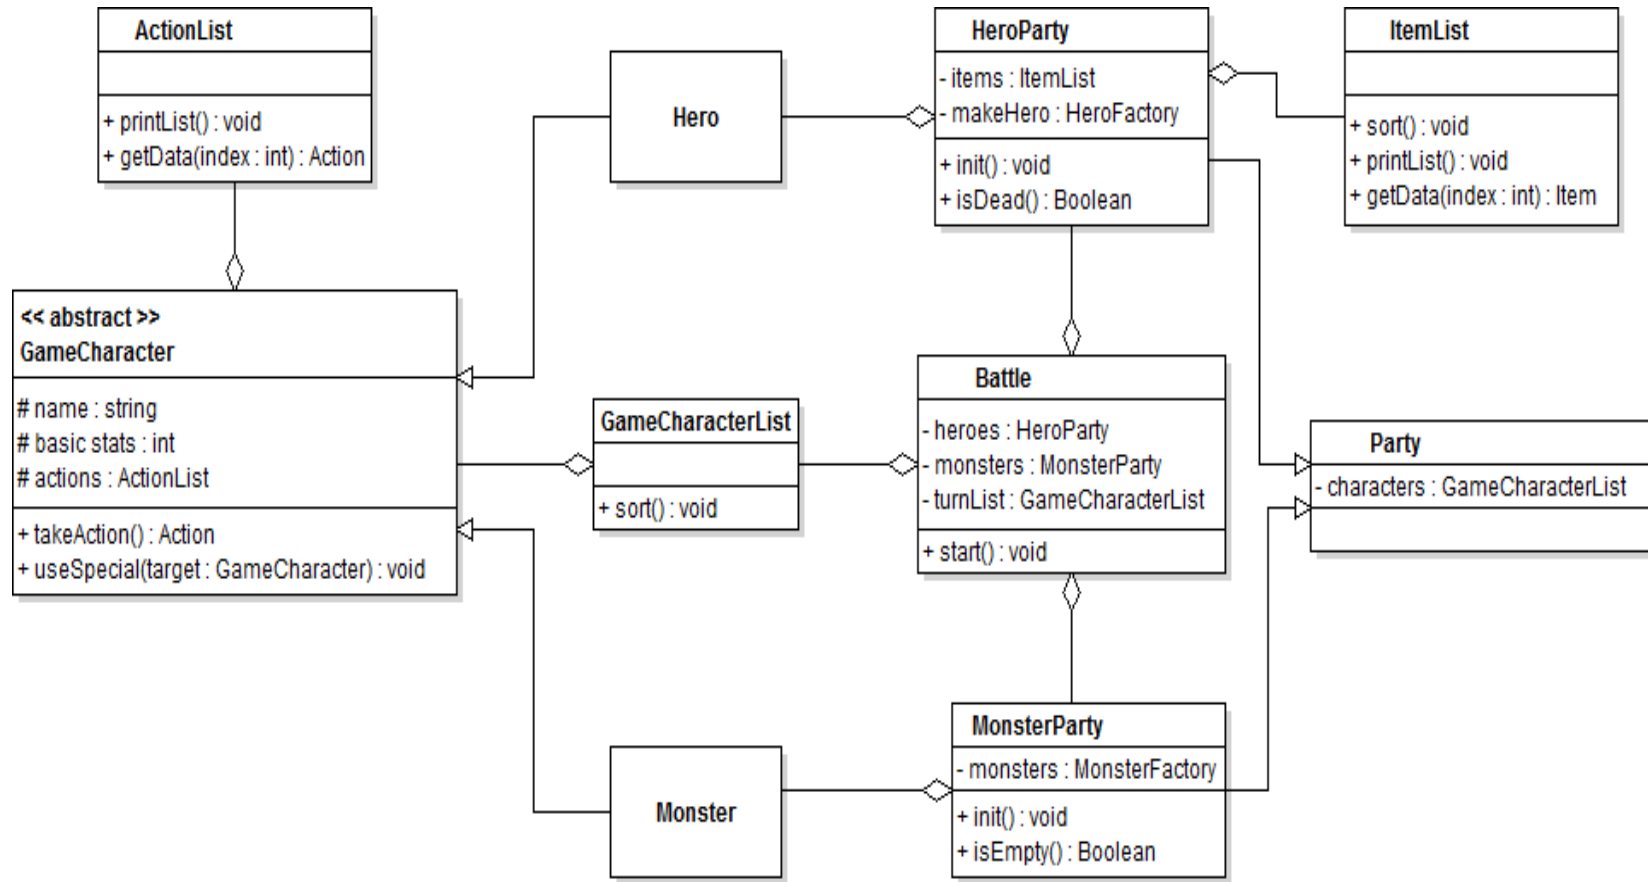 ActionList
+ printList() : void
+ getData(index : int) : Action
Hero
HeroParty
- items : ItemList
- makeHero : HeroFactory
+ init() : void
+ isDead() : Boolean
ItemList
+ sort() : void
+ printList() : void
+ getData(index : int) : Item
<< abstract >>
GameCharacter
# name : string
# basic stats : int
# actions : ActionList
+ takeAction() : Action
+ useSpecial(target : GameCharacter) : void
GameCharacterList
+ sort() : void
Battle
- heroes : HeroParty
- monsters : MonsterParty
- turnList : GameCharacterList
+ start() : void
Party
- characters : GameCharacterList
Monster
MonsterParty
- monsters : MonsterFactory
+ init() : void
+ isEmpty() : Boolean